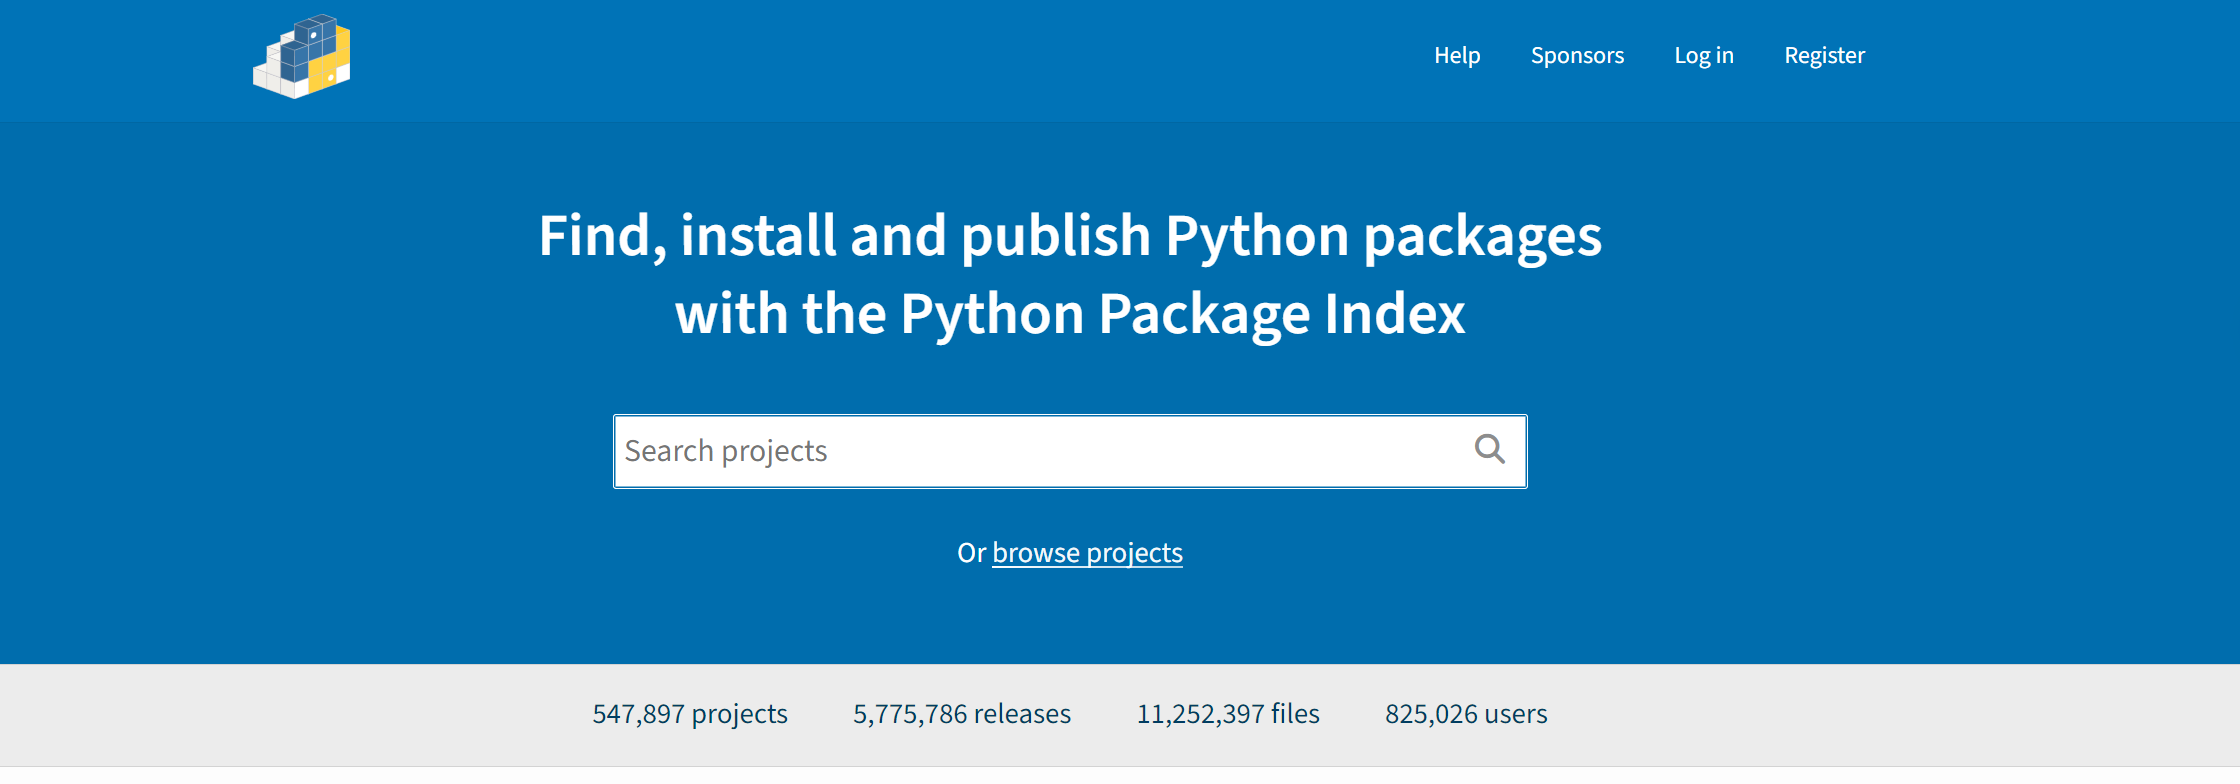 Help Sponsors Log in Register
Find, install and publish Python packages
with the Python Package Index
Search projects
Or browse projects
547,897 projects 5,775,786 releases 11,252,397 files 825,026 users